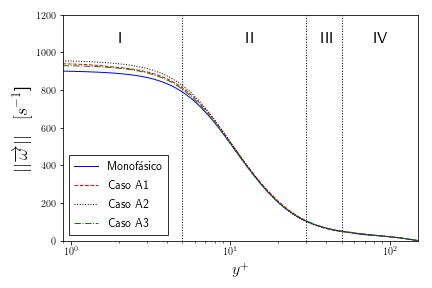 1200
1000
800
600
400
200
0
|| ω⃗ || [s⁻¹]
I
II
III
IV
Monofásico
Caso A1
Caso A2
Caso A3
10⁰
10¹
10²
y⁺